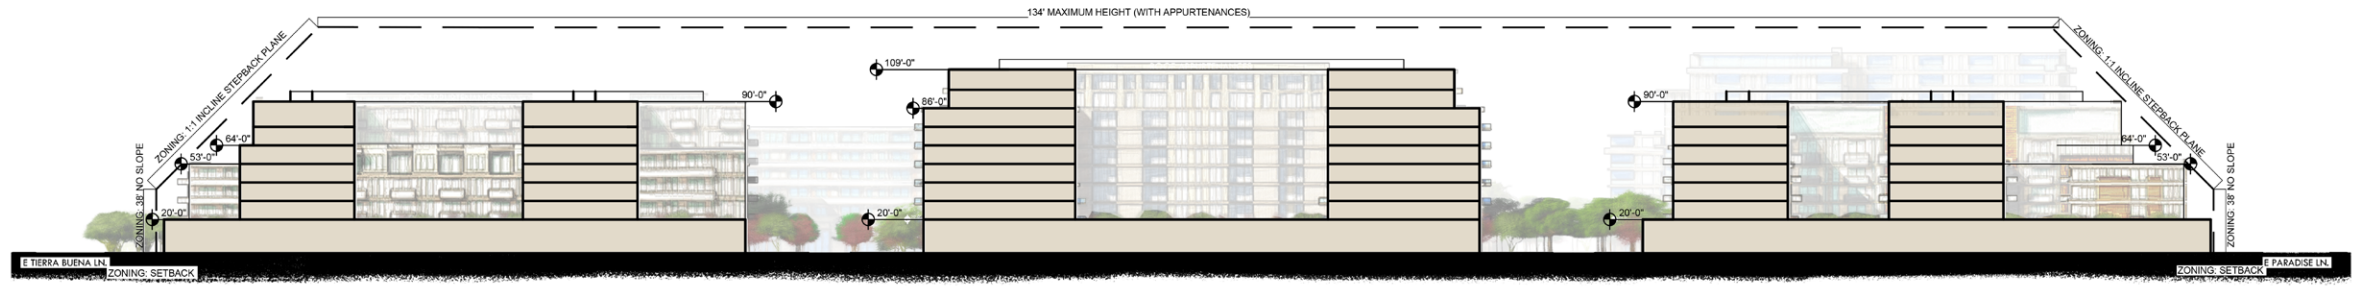 134' MAXIMUM HEIGHT (WITH APPURTENANCES)
ZONING: 1:1 INCLINE STEPBACK PLANE
ZONING: 1:1 INCLINE STEPBACK PLANE
109'-0"
90'-0"
86'-0"
90'-0"
64'-0"
64'-0"
53'-0"
53'-0"
ZONING: 38' NO SLOPE
ZONING: 38' NO SLOPE
20'-0"
20'-0"
20'-0"
E TIERRA BUENA LN.
E PARADISE LN.
ZONING: SETBACK
ZONING: SETBACK